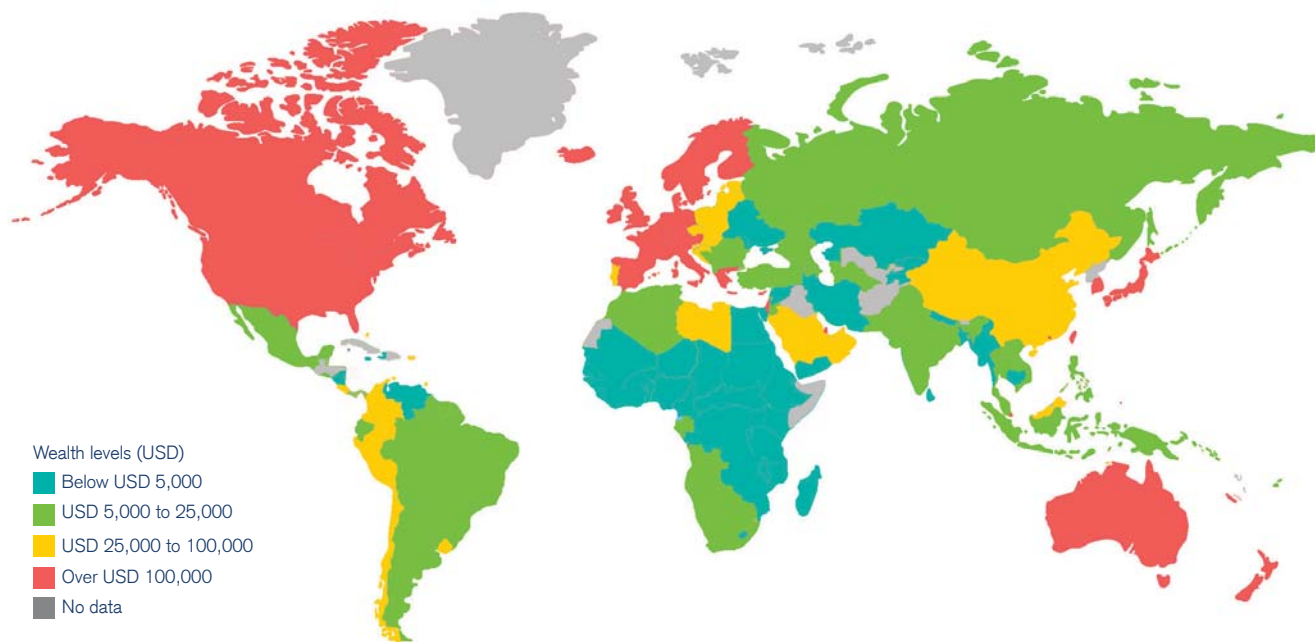 Wealth levels (USD)
Below USD 5,000
USD 5,000 to 25,000
USD 25,000 to 100,000
Over USD 100,000
No data